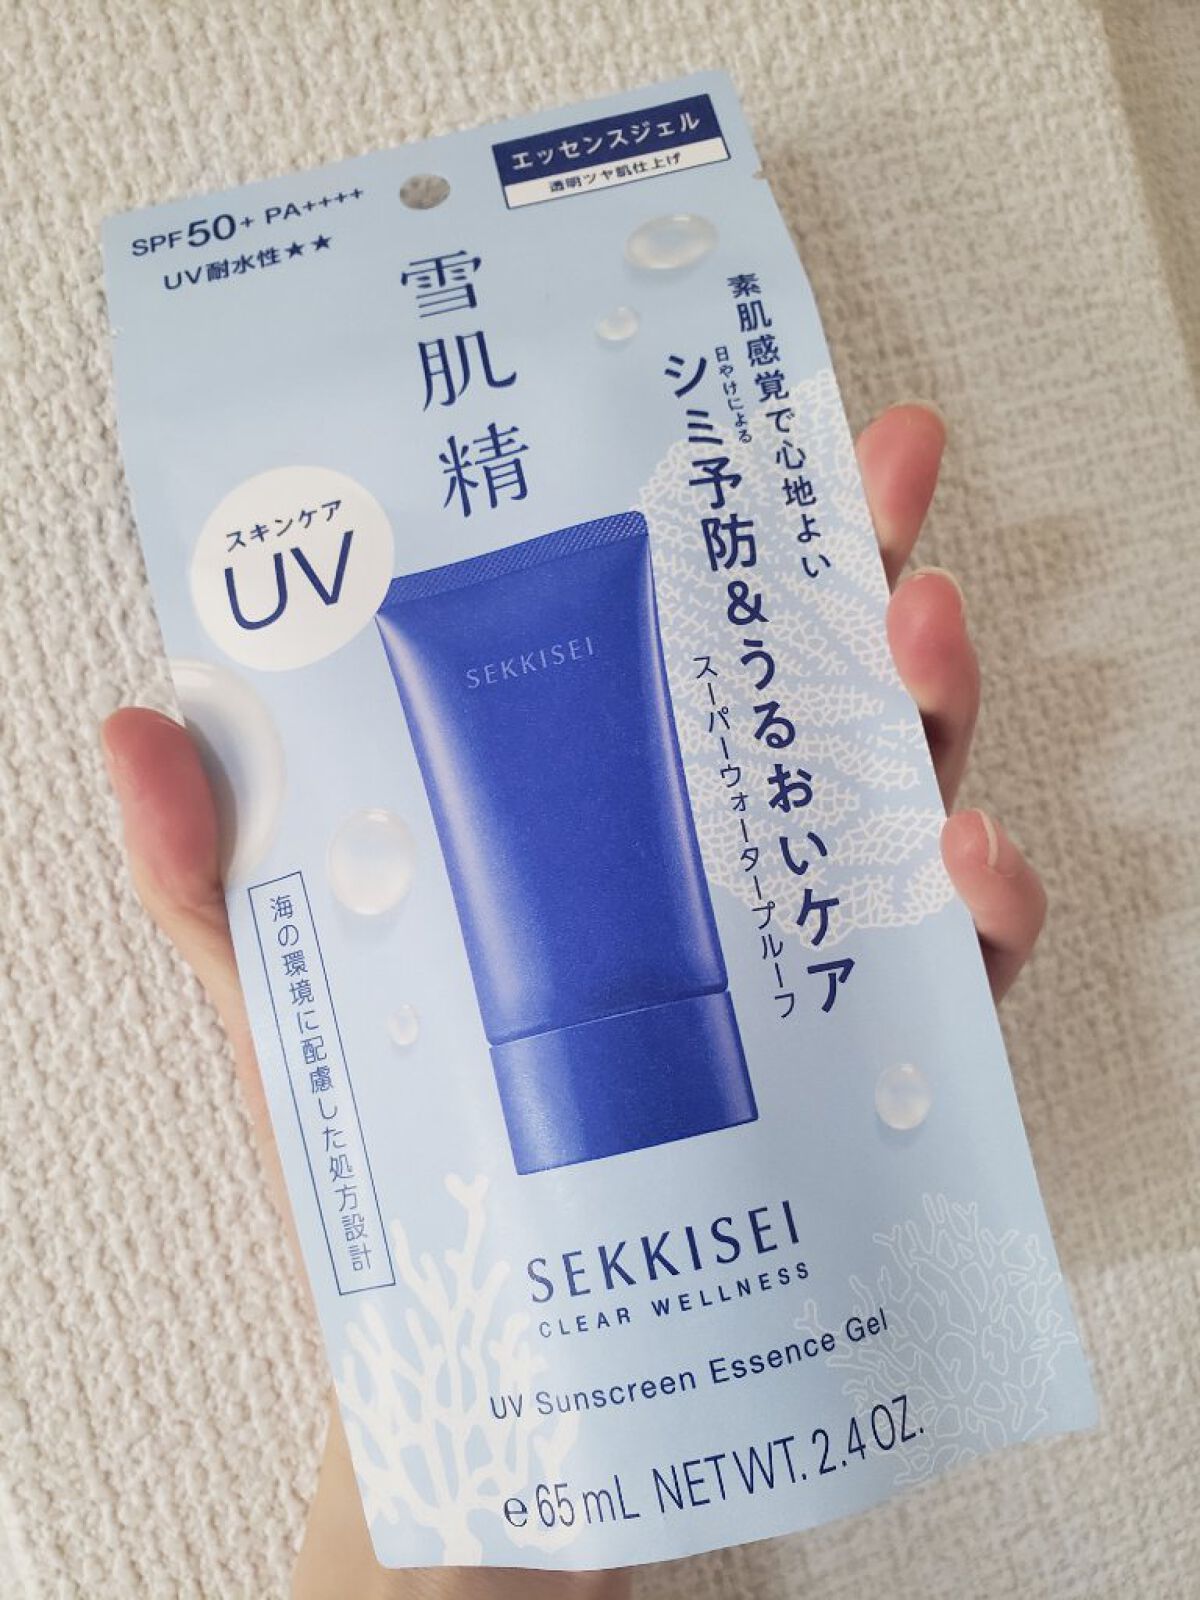 エッセンスジェル
透明ツヤ肌仕上げ
SPF50+ PA++++
UV耐水性★★
雪肌精
素肌感覚で心地よい
日やけによる
シミ予防&うるおいケア
スーパーウォータープルーフ
スキンケア
UV
SEKKISEI
海の環境に配慮した処方設計
SEKKISEI
CLEAR WELLNESS
UV Sunscreen Essence Gel
℮65mL NET WT. 2.4 OZ.